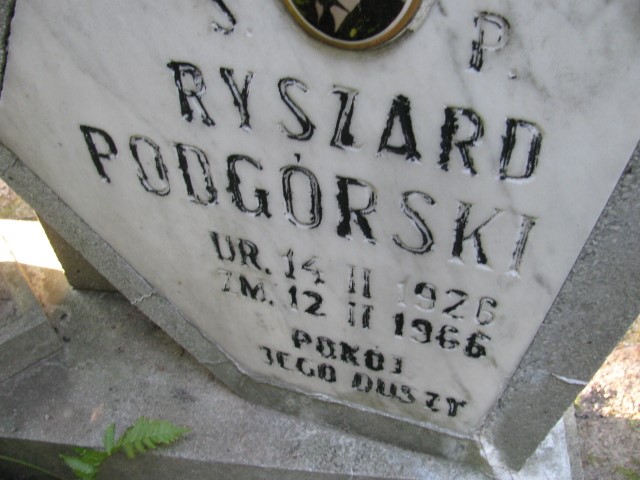 S. P.
RYSZARD
PODGÓRSKI
UR. 14 II 1926
ZM. 12 II 1966
POKÓJ
JEGO DUSZY